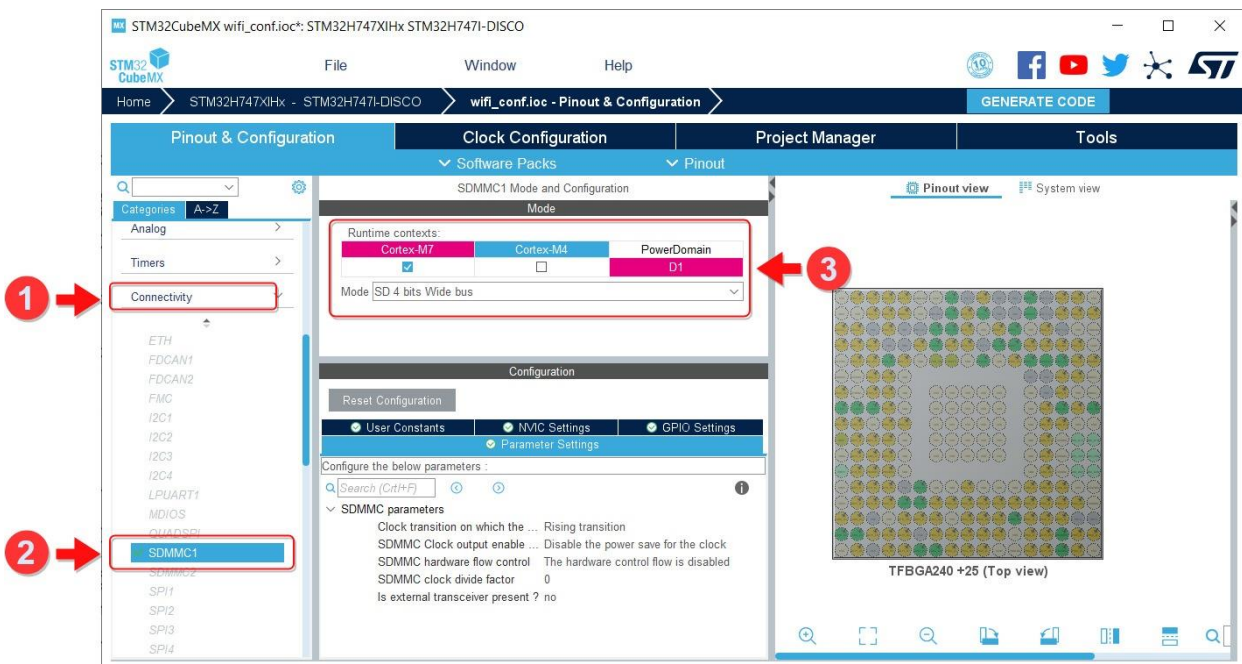 MX STM32CubeMX wifi_conf.ioc*: STM32H747XIHx STM32H747I-DISCO
STM32
CubeMX
File Window Help
10
Home STM32H747XIHx - STM32H747I-DISCO wifi_conf.ioc - Pinout & Configuration GENERATE CODE
Pinout & Configuration Clock Configuration Project Manager Tools
Software Packs Pinout
SDMMC1 Mode and Configuration
Pinout view System view
Categories A->Z
Mode
Analog
Timers
1
Connectivity
ETH
FDCAN1
FDCAN2
FMC
I2C1
I2C2
I2C3
I2C4
LPUART1
MDIOS
QUADSPI
2
SDMMC1
SDMMC2
SPI1
SPI2
SPI3
SPI4
Runtime contexts:
Cortex-M7 Cortex-M4 PowerDomain
D1
3
Mode SD 4 bits Wide bus
Configuration
Reset Configuration
User Constants NVIC Settings GPIO Settings
Parameter Settings
Configure the below parameters :
Search (Crtl+F)
SDMMC parameters
Clock transition on which the ... Rising transition
SDMMC Clock output enable ... Disable the power save for the clock
SDMMC hardware flow control The hardware control flow is disabled
SDMMC clock divide factor 0
Is external transceiver present ? no
TFBGA240 +25 (Top view)